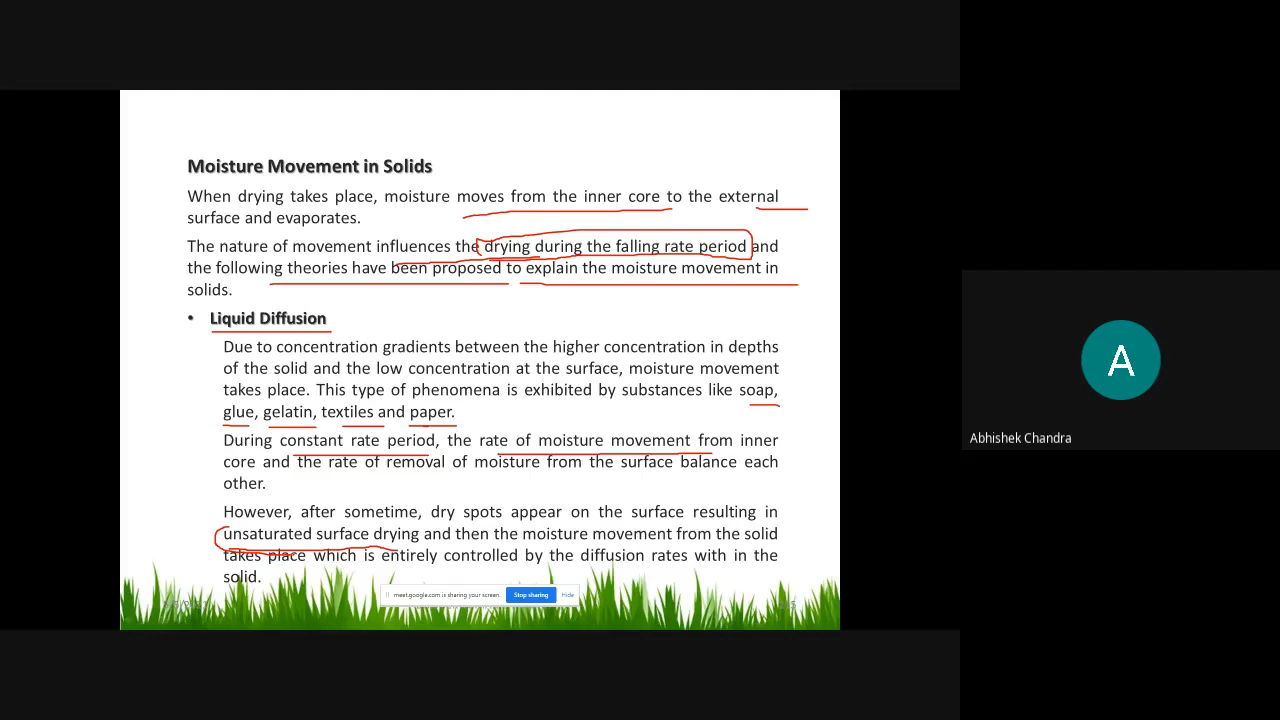 Moisture Movement in Solids
When drying takes place, moisture moves from the inner core to the external
surface and evaporates.
The nature of movement influences the drying during the falling rate period and
the following theories have been proposed to explain the moisture movement in
solids.
• Liquid Diffusion
Due to concentration gradients between the higher concentration in depths
of the solid and the low concentration at the surface, moisture movement
takes place. This type of phenomena is exhibited by substances like soap,
glue, gelatin, textiles and paper.
During constant rate period, the rate of moisture movement from inner
core and the rate of removal of moisture from the surface balance each
other.
However, after sometime, dry spots appear on the surface resulting in
unsaturated surface drying and then the moisture movement from the solid
takes place which is entirely controlled by the diffusion rates with in the
solid.
meet.google.com is sharing your screen. Stop sharing Hide
A
Abhishek Chandra